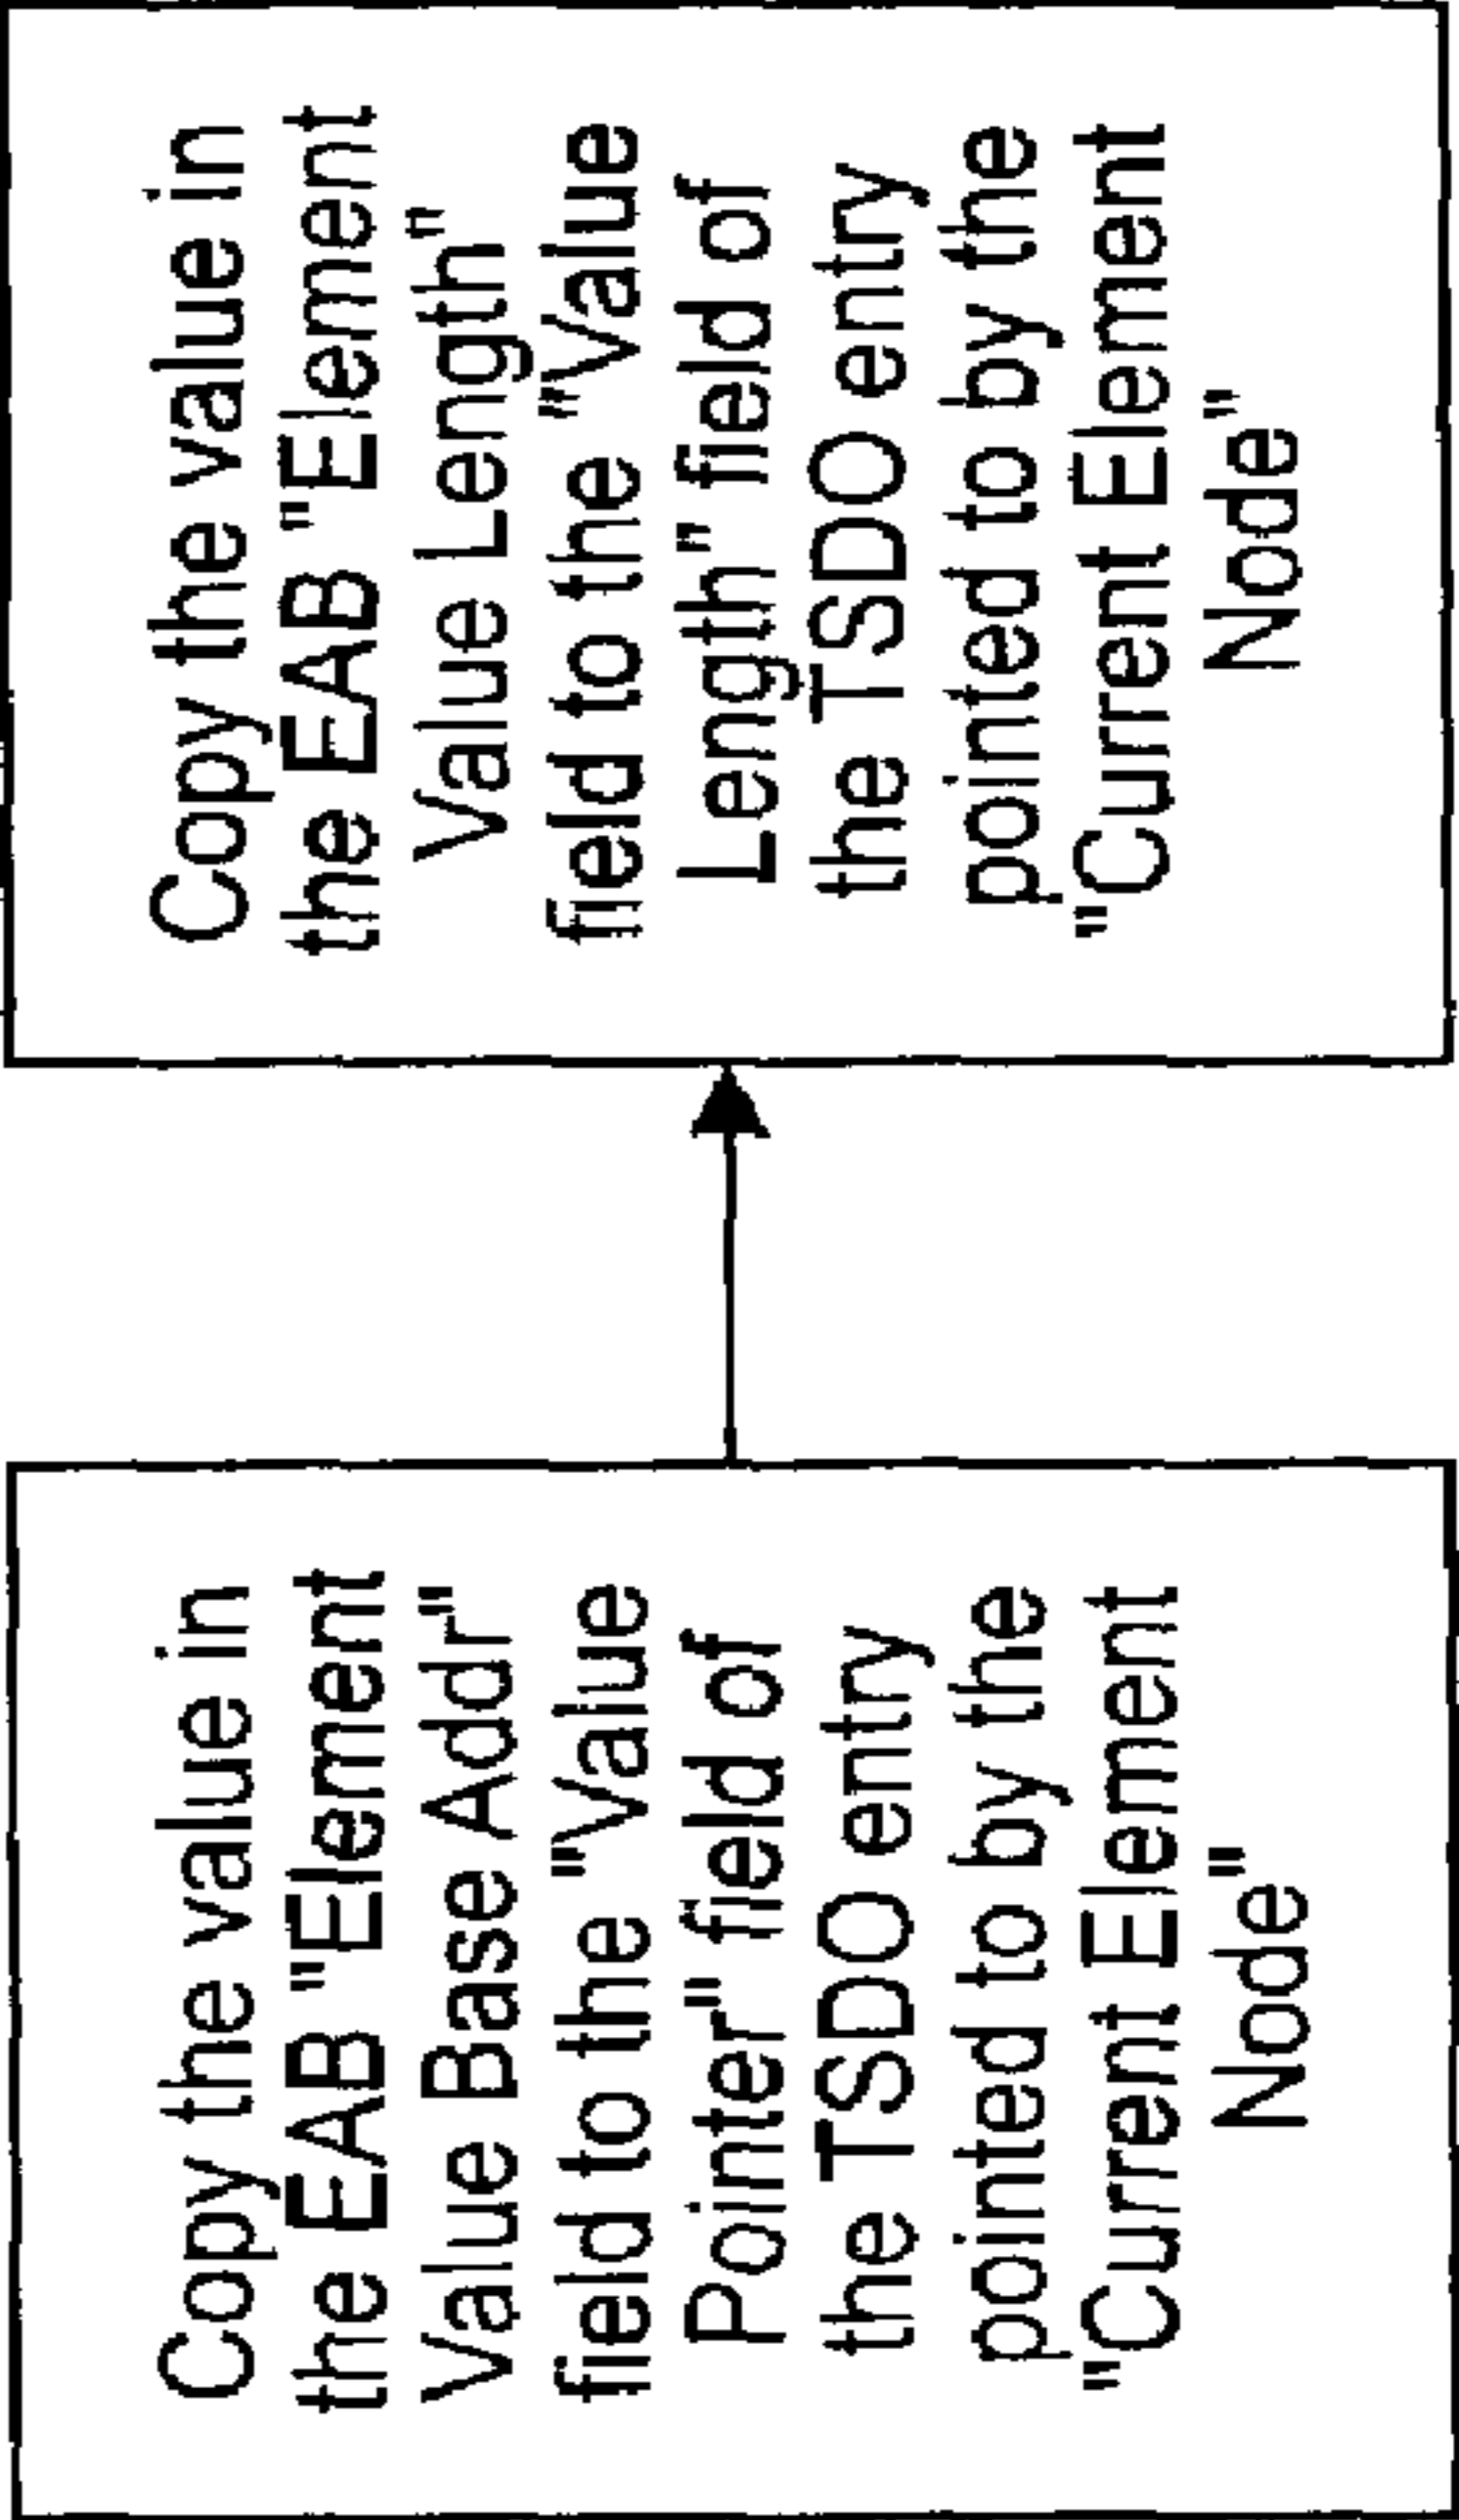 Copy the value in
the EAB "Element
Value Base Addr"
field to the "Value
Pointer" field of
the TSDO entry
pointed to by the
"Current Element
Node"
Copy the value in
the EAB "Element
Value Length"
field to the "Value
Length" field of
the TSDO entry
pointed to by the
"Current Element
Node"